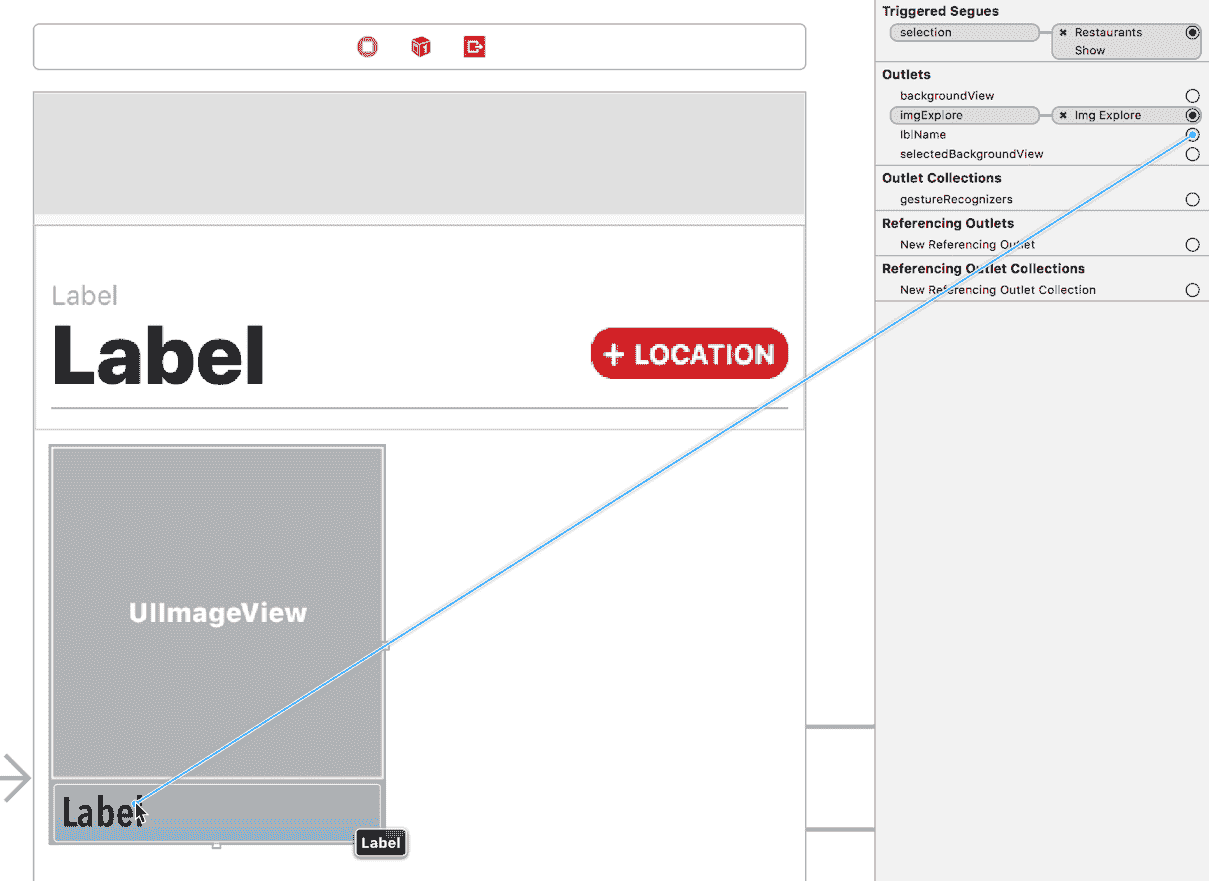 1
Label
Label
+ LOCATION
UIImageView
Label
Label
Triggered Segues
selection
× Restaurants
Show
Outlets
backgroundView
imgExplore
× Img Explore
lblName
selectedBackgroundView
Outlet Collections
gestureRecognizers
Referencing Outlets
New Referencing Outlet
Referencing Outlet Collections
New Referencing Outlet Collection